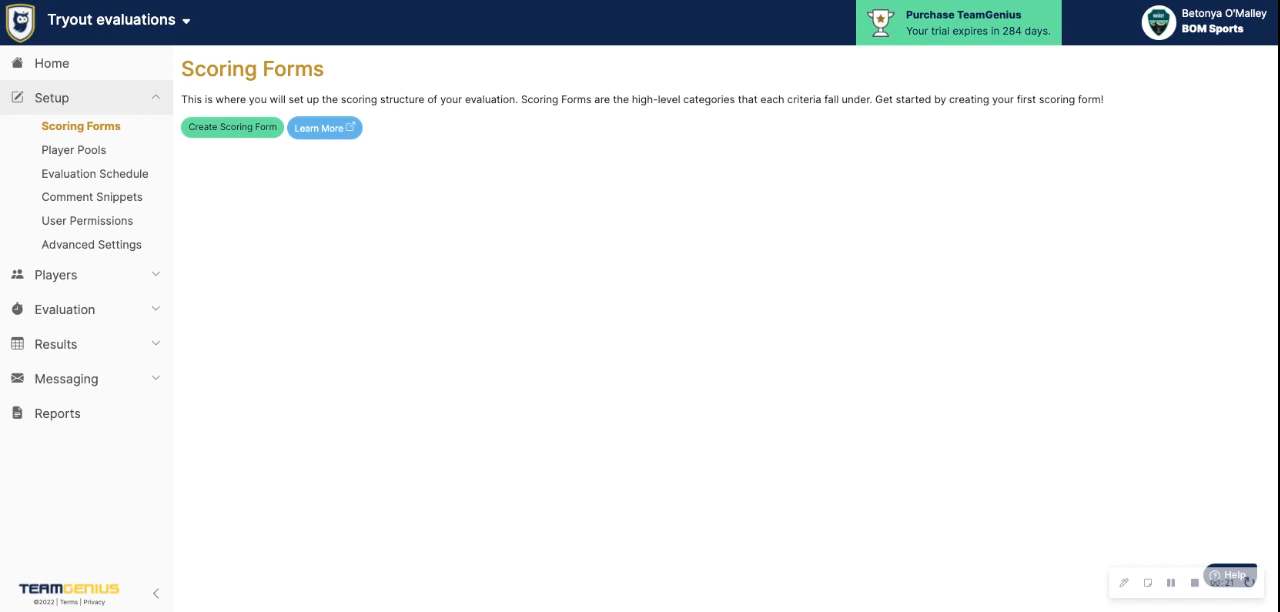 Tryout evaluations
Purchase TeamGenius
Your trial expires in 284 days.
Betonya O'Malley
BOM Sports
Home
Setup
Scoring Forms
Player Pools
Evaluation Schedule
Comment Snippets
User Permissions
Advanced Settings
Players
Evaluation
Results
Messaging
Reports
TEAMGENIUS
©2022 | Terms | Privacy
Scoring Forms
This is where you will set up the scoring structure of your evaluation. Scoring Forms are the high-level categories that each criteria fall under. Get started by creating your first scoring form!
Create Scoring Form
Learn More
Help